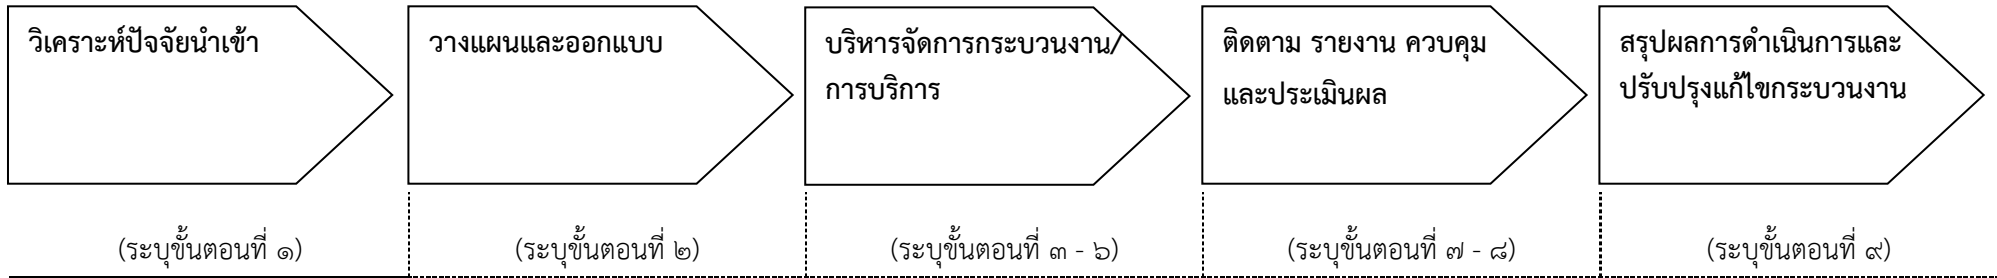 วิเคราะห์ปัจจัยนำเข้า
วางแผนและออกแบบ
บริหารจัดการกระบวนงาน/
การบริการ
ติดตาม รายงาน ควบคุม
และประเมินผล
สรุปผลการดำเนินการและ
ปรับปรุงแก้ไขกระบวนงาน
(ระบุขั้นตอนที่ ๑)
(ระบุขั้นตอนที่ ๒)
(ระบุขั้นตอนที่ ๓ - ๖)
(ระบุขั้นตอนที่ ๗ - ๘)
(ระบุขั้นตอนที่ ๙)